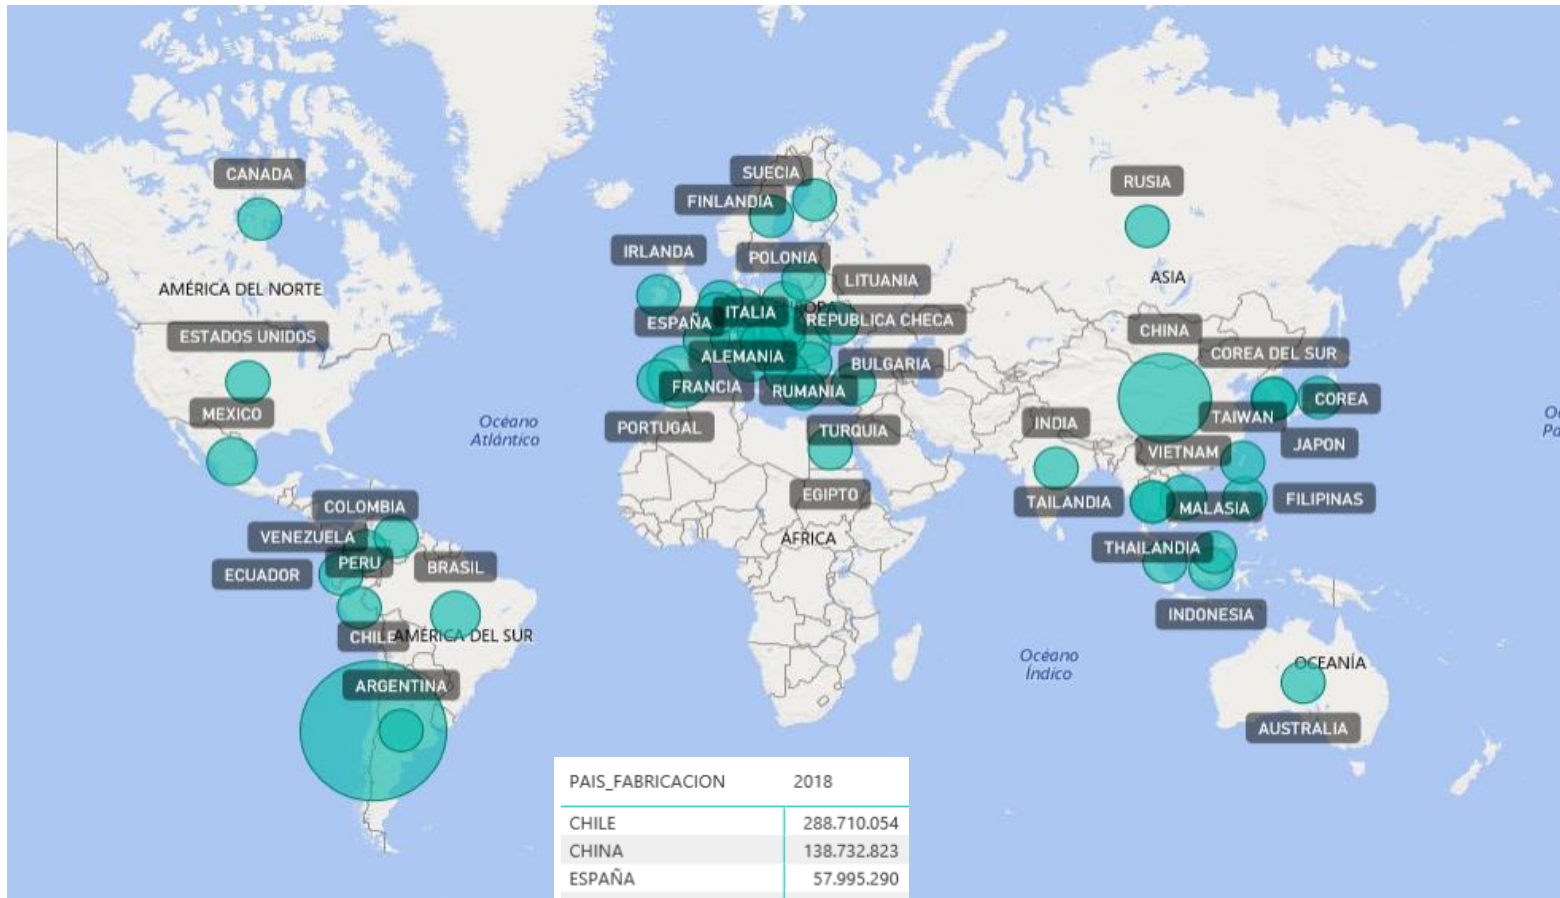 CANADA
SUECIA
RUSIA
FINLANDIA
IRLANDA
POLONIA
ASIA
LITUANIA
AMÉRICA DEL NORTE
ITALIA
ESPAÑA
REPUBLICA CHECA
CHINA
ESTADOS UNIDOS
COREA DEL SUR
ALEMANIA
BULGARIA
FRANCIA
RUMANIA
COREA
MEXICO
TAIWAN
Océano
Atlántico
INDIA
PORTUGAL
TURQUIA
JAPON
VIETNAM
EGIPTO
TAILANDIA
FILIPINAS
MALASIA
COLOMBIA
VENEZUELA
ÁFRICA
THAILANDIA
PERU
BRASIL
ECUADOR
INDONESIA
CHILE
AMÉRICA DEL SUR
Océano
Índico
OCEANÍA
ARGENTINA
AUSTRALIA
PAIS_FABRICACION 2018
CHILE 288.710.054
CHINA 138.732.823
ESPAÑA 57.995.290